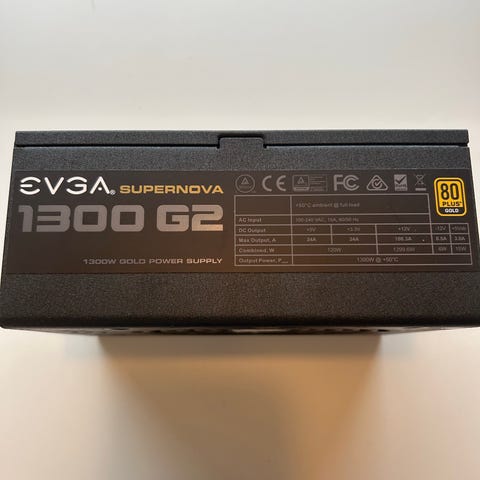 EVGA® SUPERNOVA
1300 G2
1300W GOLD POWER SUPPLY
CE
FC
80
PLUS®
GOLD
+50°C ambient @ full load
AC Input 100-240 VAC, 15A, 60/50 Hz
DC Output +5V +3.3V +12V -12V +5Vsb
Max Output, A 24A 24A 108.3A 0.5A 3.0A
Combined, W 120W 1299.6W 6W 15W
Output Power, 1300W @ +50°C